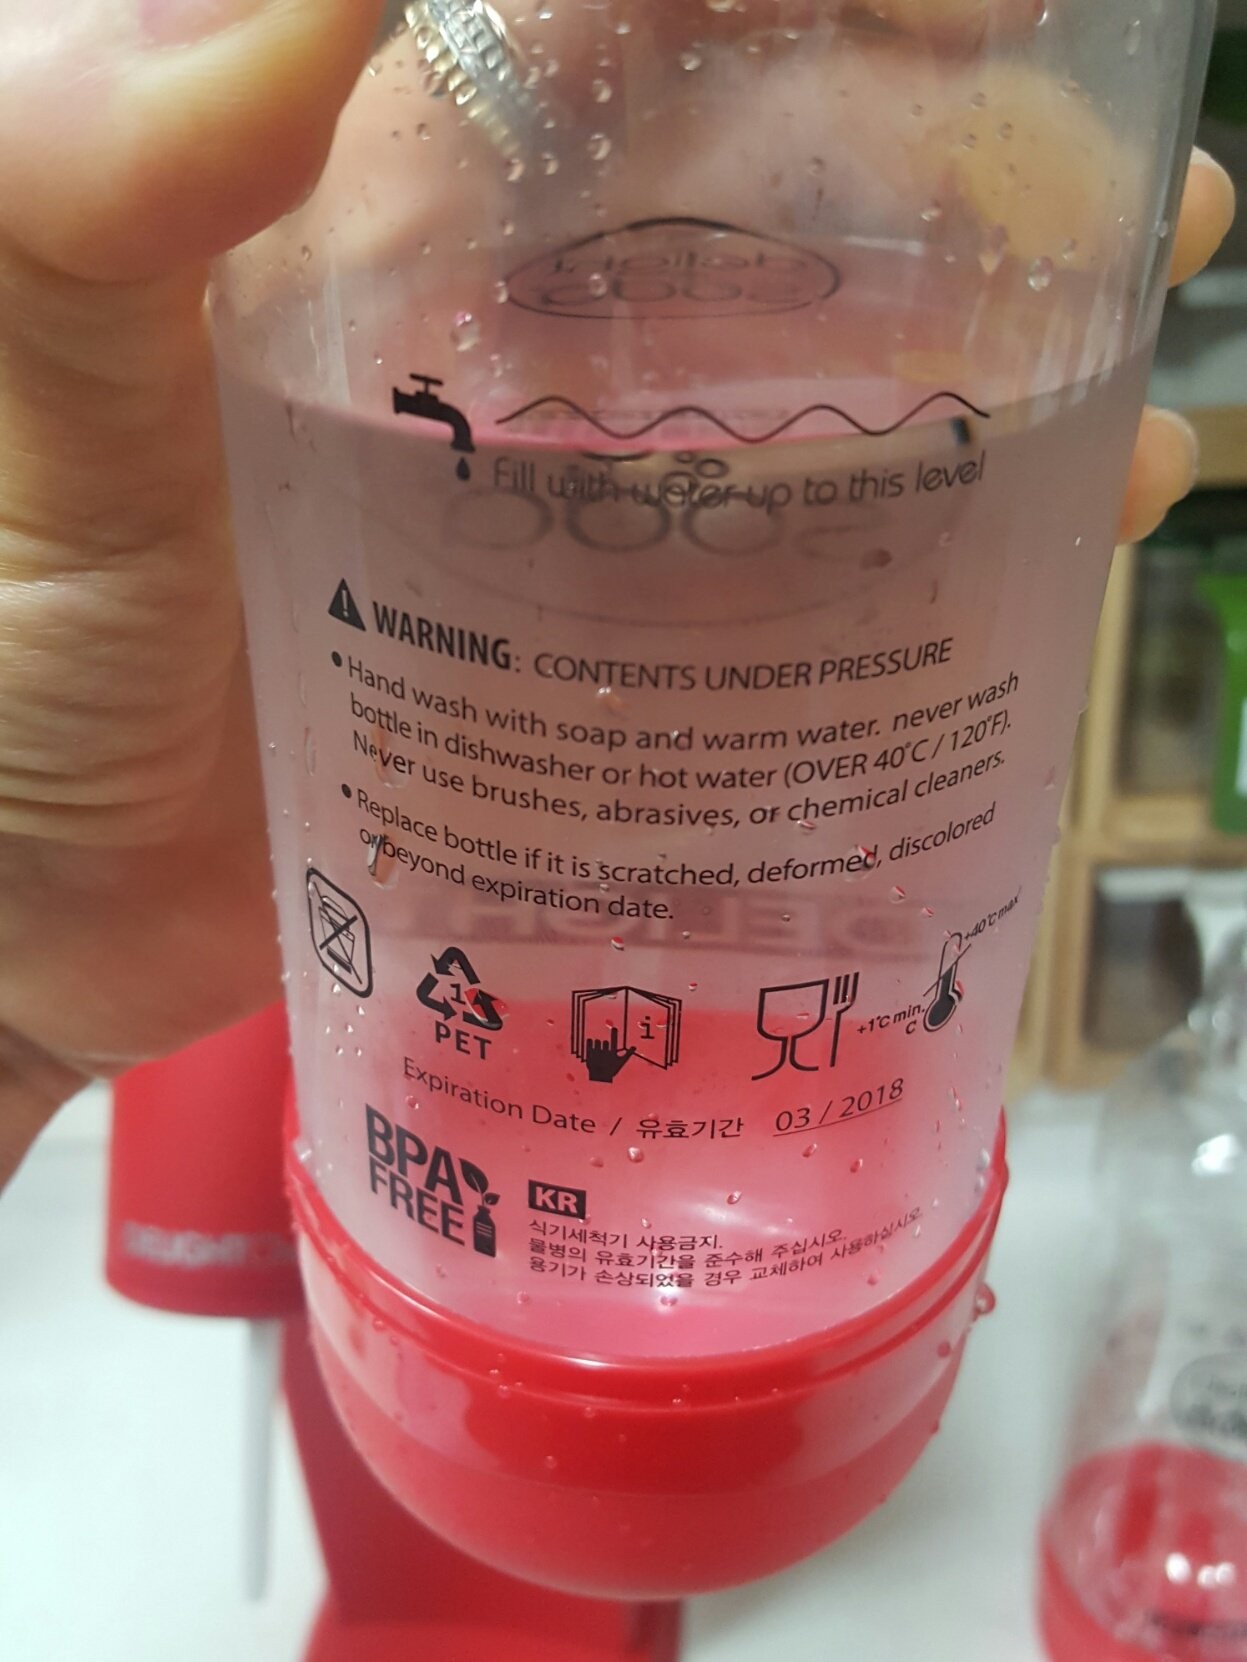 Fill with water up to this level
WARNING: CONTENTS UNDER PRESSURE
• Hand wash with soap and warm water. never wash
bottle in dishwasher or hot water (OVER 40°C / 120°F).
Never use brushes, abrasives, or chemical cleaners.
• Replace bottle if it is scratched, deformed, discolored
or beyond expiration date.
+40°C max
+1°C min.
C
1
PET
i
Expiration Date / 유효기간 03 / 2018
BPA
FREE
KR
식기세척기 사용금지.
물병의 유효기간을 준수해 주십시오.
용기가 손상되었을 경우 교체하여 사용하십시오.
DELIGHT